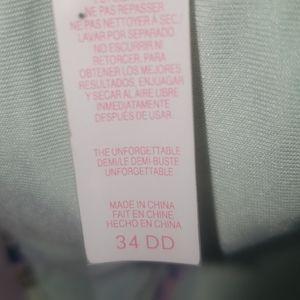 NE PAS REPASSER
NE PAS NETTOYER À SEC./
LAVAR POR SEPARADO
NO ESCURRIR NI
RETORCER. PARA
OBTENER LOS MEJORES
RESULTADOS, ENJUAGAR
Y SECAR AL AIRE LIBRE
INMEDIATAMENTE
DESPUÉS DE USAR.
THE UNFORGETTABLE
DEMI/LE DEMI-BUSTE
UNFORGETTABLE
MADE IN CHINA
FAIT EN CHINE
HECHO EN CHINA
34 DD